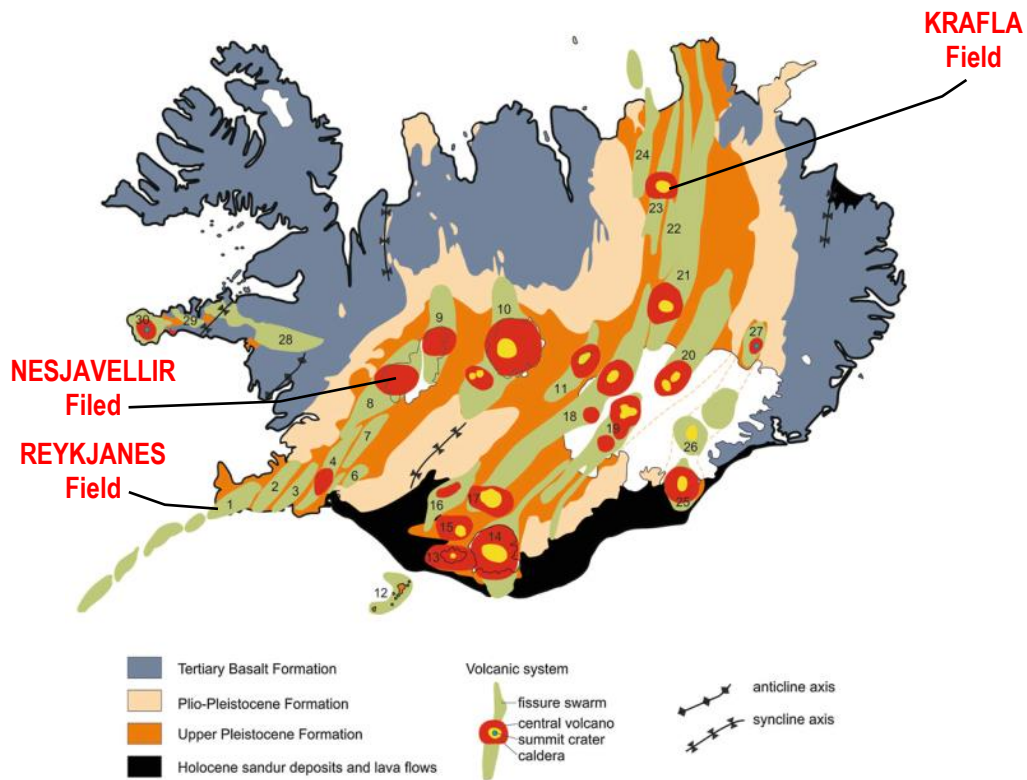 KRAFLA
Field
24
23
22
21
10
9
30
29
28
27
20
NESJAVELLIR
Filed
8
11
18
19
7
26
REYKJANES
Field
4
6
2
3
1
16
17
25
15
14
13
12
Tertiary Basalt Formation
Plio-Pleistocene Formation
Upper Pleistocene Formation
Holocene sandur deposits and lava flows
Volcanic system
fissure swarm
central volcano
summit crater
caldera
anticline axis
syncline axis